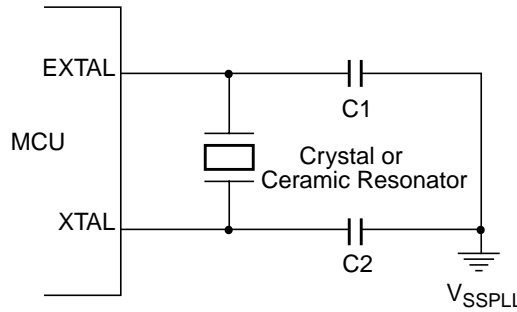 EXTAL
C1
MCU
Crystal or
Ceramic Resonator
XTAL
C2
VSSPLL